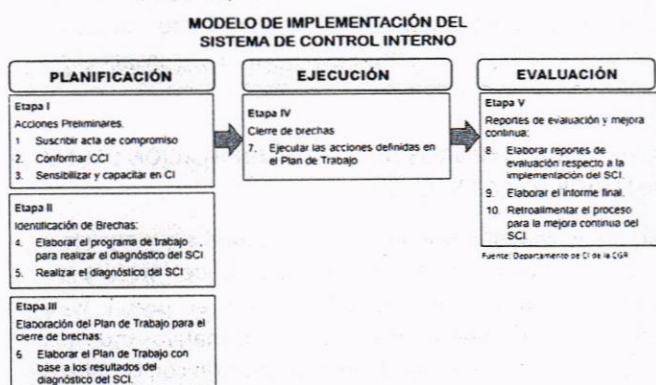 MODELO DE IMPLEMENTACIÓN DEL
SISTEMA DE CONTROL INTERNO
PLANIFICACIÓN
Etapa I
Acciones Preliminares:
1 Suscribir acta de compromiso
2. Conformar CCI
3. Sensibilizar y capacitar en CI
Etapa II
Identificación de Brechas:
4. Elaborar el programa de trabajo
para realizar el diagnóstico del SCI
5. Realizar el diagnóstico del SCI
Etapa III
Elaboración del Plan de Trabajo para el
cierre de brechas:
6 Elaborar el Plan de Trabajo con
base a los resultados del
diagnóstico del SCI.
EJECUCIÓN
Etapa IV
Cierre de brechas
7. Ejecutar las acciones definidas en
el Plan de Trabajo
EVALUACIÓN
Etapa V
Reportes de evaluación y mejora
continua:
8. Elaborar reportes de
evaluación respecto a la
implementación del SCI.
9. Elaborar el informe final.
10. Retroalimentar el proceso
para la mejora continua del
SCI.
Fuente: Departamento de CI de la CGR